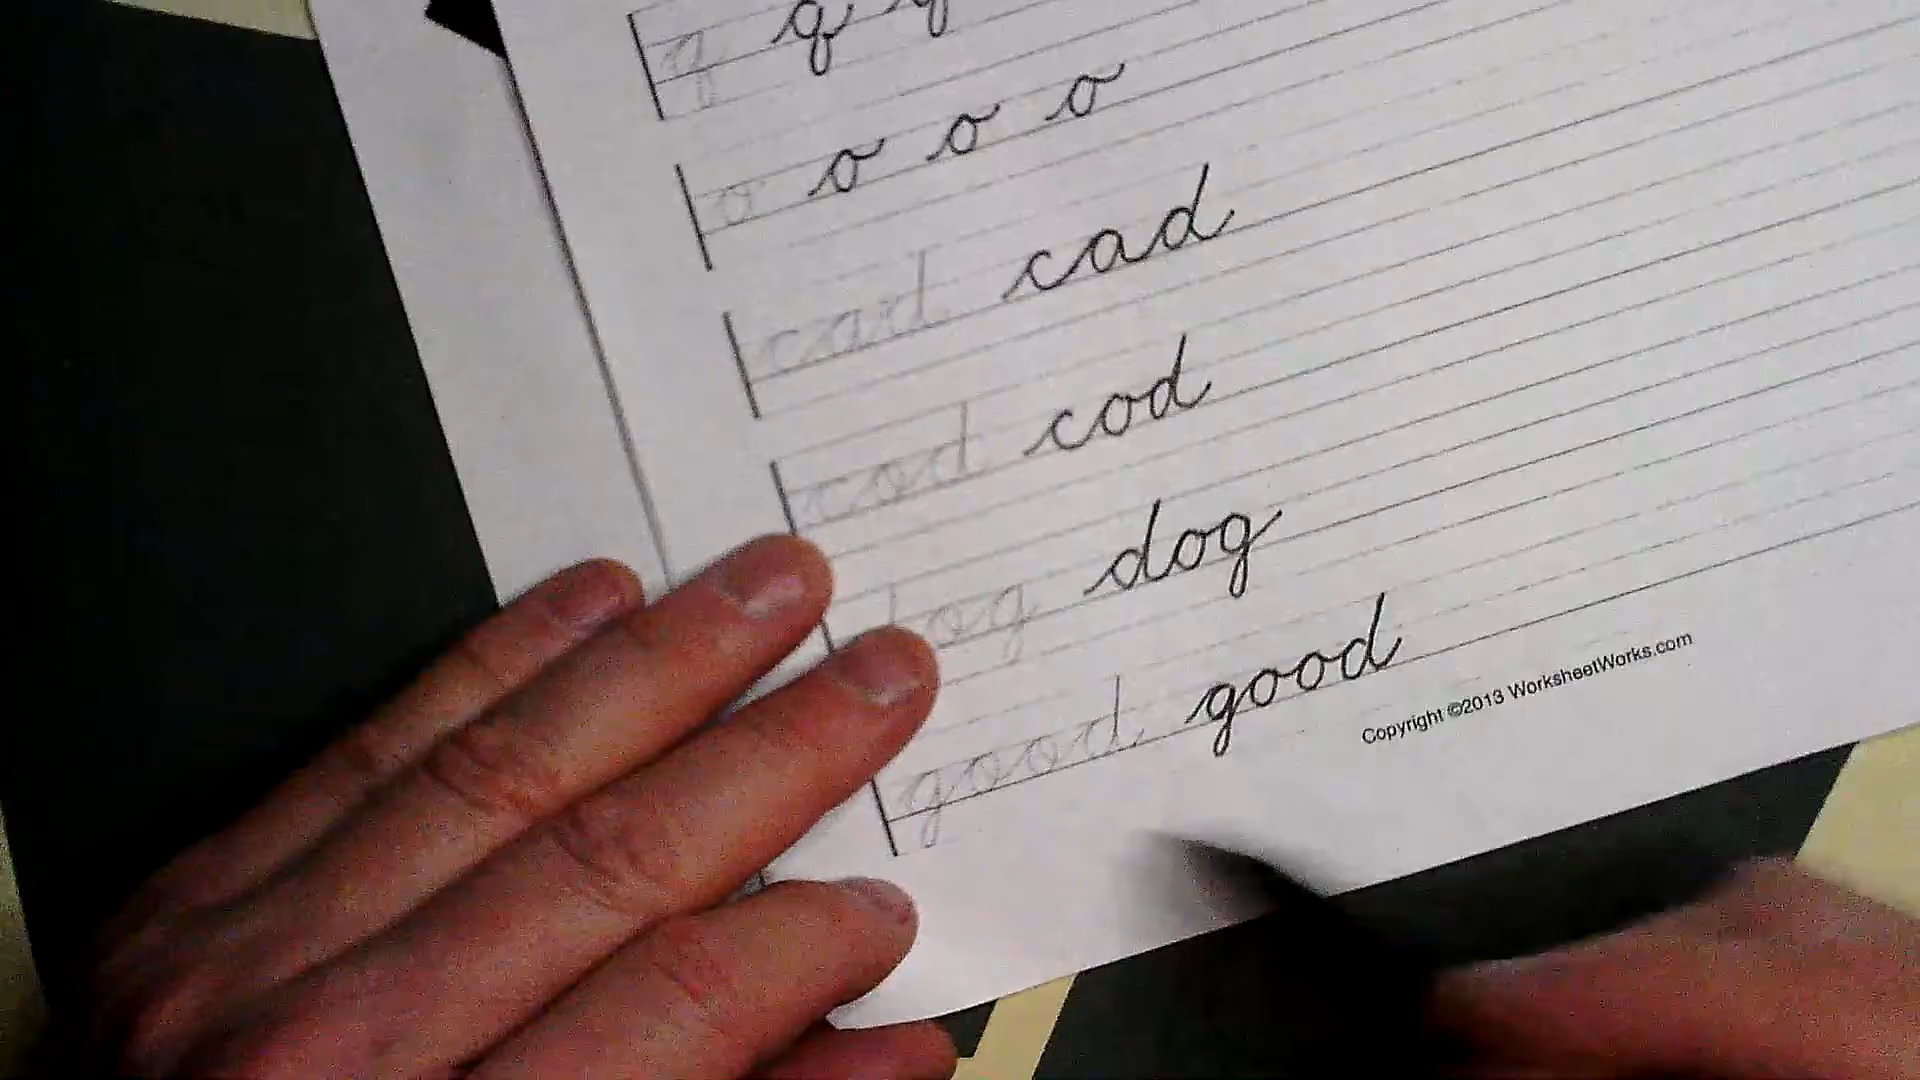 q q q
o o o o
cad cad
cod cod
dog dog
good good
Copyright ©2013 WorksheetWorks.com